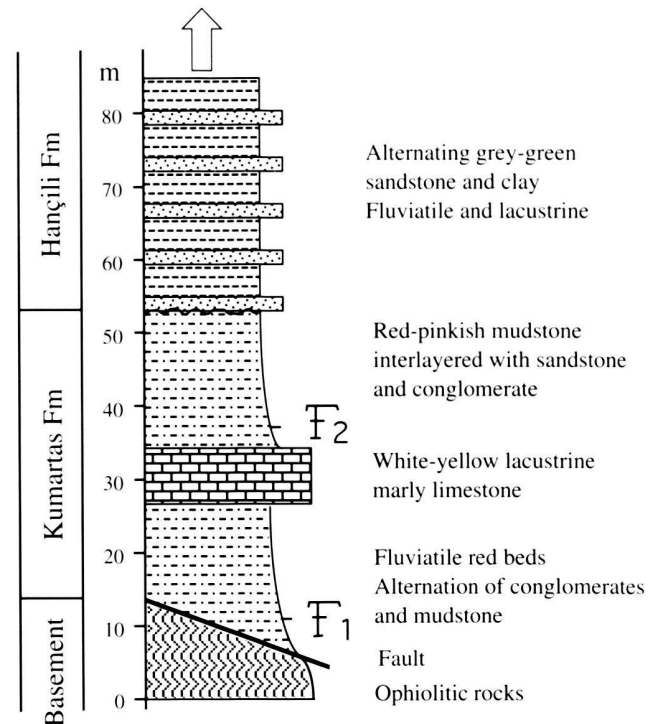 m
80
70
60
50
40
30
20
10
0
Hançili Fm
Kumartas Fm
Basement
Alternating grey-green
sandstone and clay
Fluviatile and lacustrine
Red-pinkish mudstone
interlayered with sandstone
and conglomerate
2
White-yellow lacustrine
marly limestone
Fluviatile red beds
Alternation of conglomerates
and mudstone
1
Fault
Ophiolitic rocks